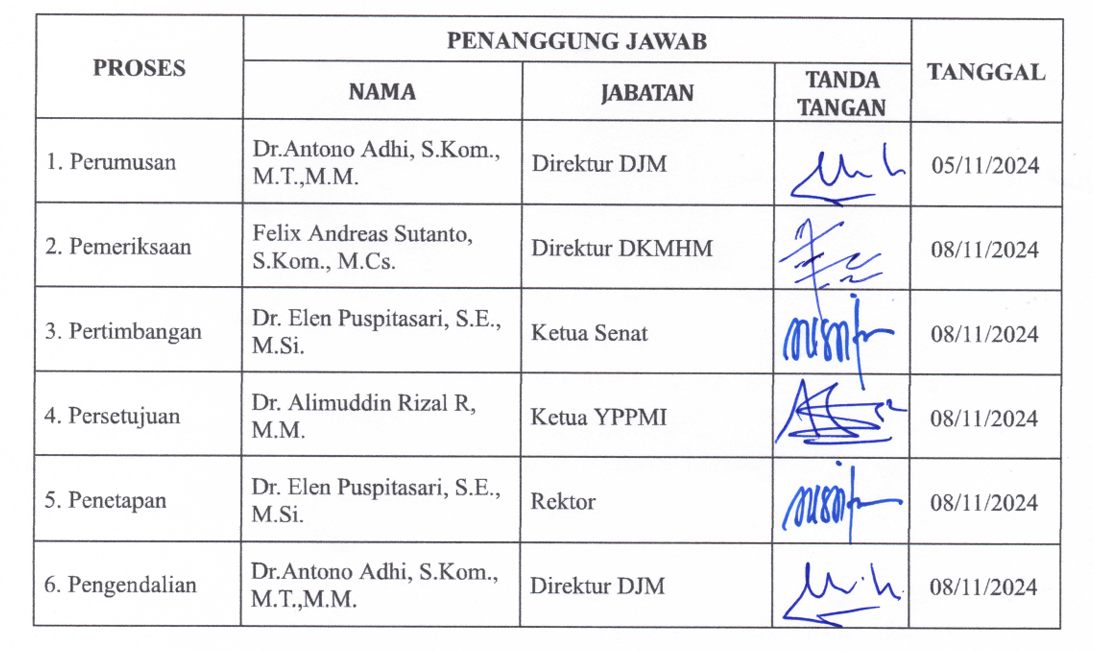 PROSES
PENANGGUNG JAWAB
TANGGAL
NAMA
JABATAN
TANDA
TANGAN
1. Perumusan
Dr.Antono Adhi, S.Kom.,
M.T.,M.M.
Direktur DJM
05/11/2024
2. Pemeriksaan
Felix Andreas Sutanto,
S.Kom., M.Cs.
Direktur DKMHM
08/11/2024
3. Pertimbangan
Dr. Elen Puspitasari, S.E.,
M.Si.
Ketua Senat
08/11/2024
4. Persetujuan
Dr. Alimuddin Rizal R,
M.M.
Ketua YPPMI
08/11/2024
5. Penetapan
Dr. Elen Puspitasari, S.E.,
M.Si.
Rektor
08/11/2024
6. Pengendalian
Dr.Antono Adhi, S.Kom.,
M.T.,M.M.
Direktur DJM
08/11/2024